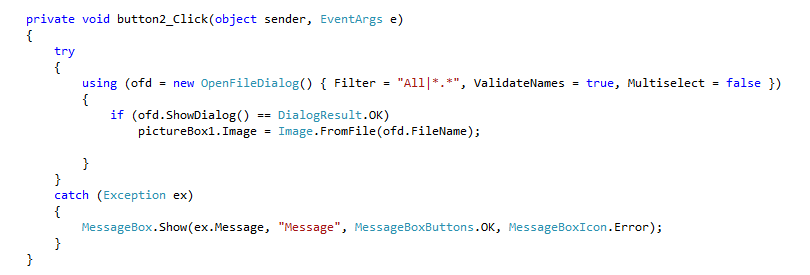 private void button2_Click(object sender, EventArgs e)
{
try
{
using (ofd = new OpenFileDialog() { Filter = "All|*.*", ValidateNames = true, Multiselect = false })
{
if (ofd.ShowDialog() == DialogResult.OK)
pictureBox1.Image = Image.FromFile(ofd.FileName);
}
}
catch (Exception ex)
{
MessageBox.Show(ex.Message, "Message", MessageBoxButtons.OK, MessageBoxIcon.Error);
}
}